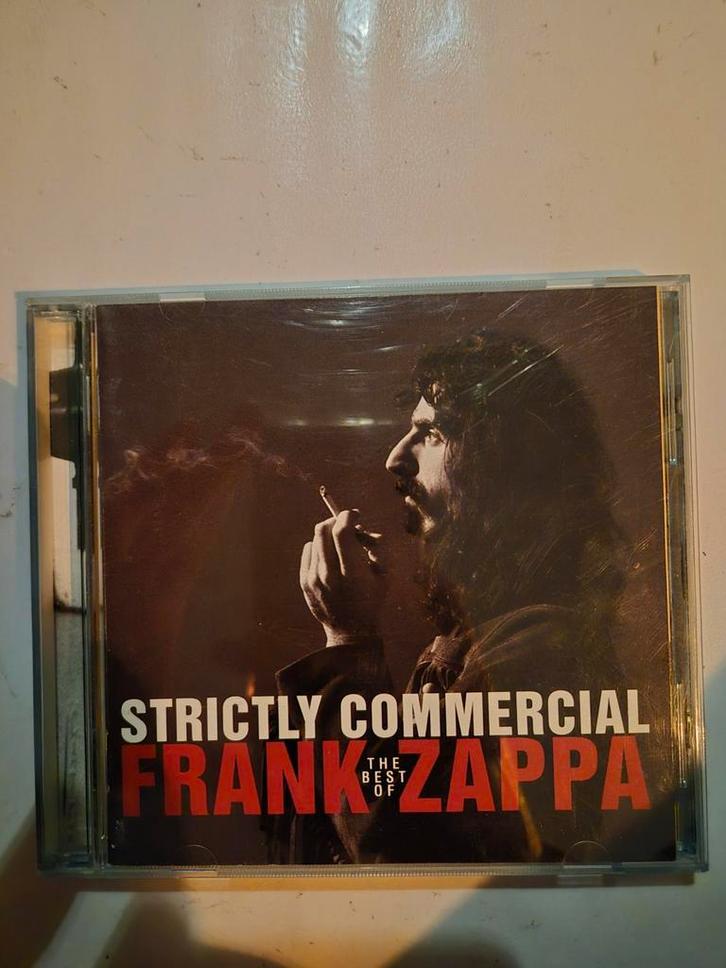 STRICTLY COMMERCIAL
FRANK THE BEST OF ZAPPA